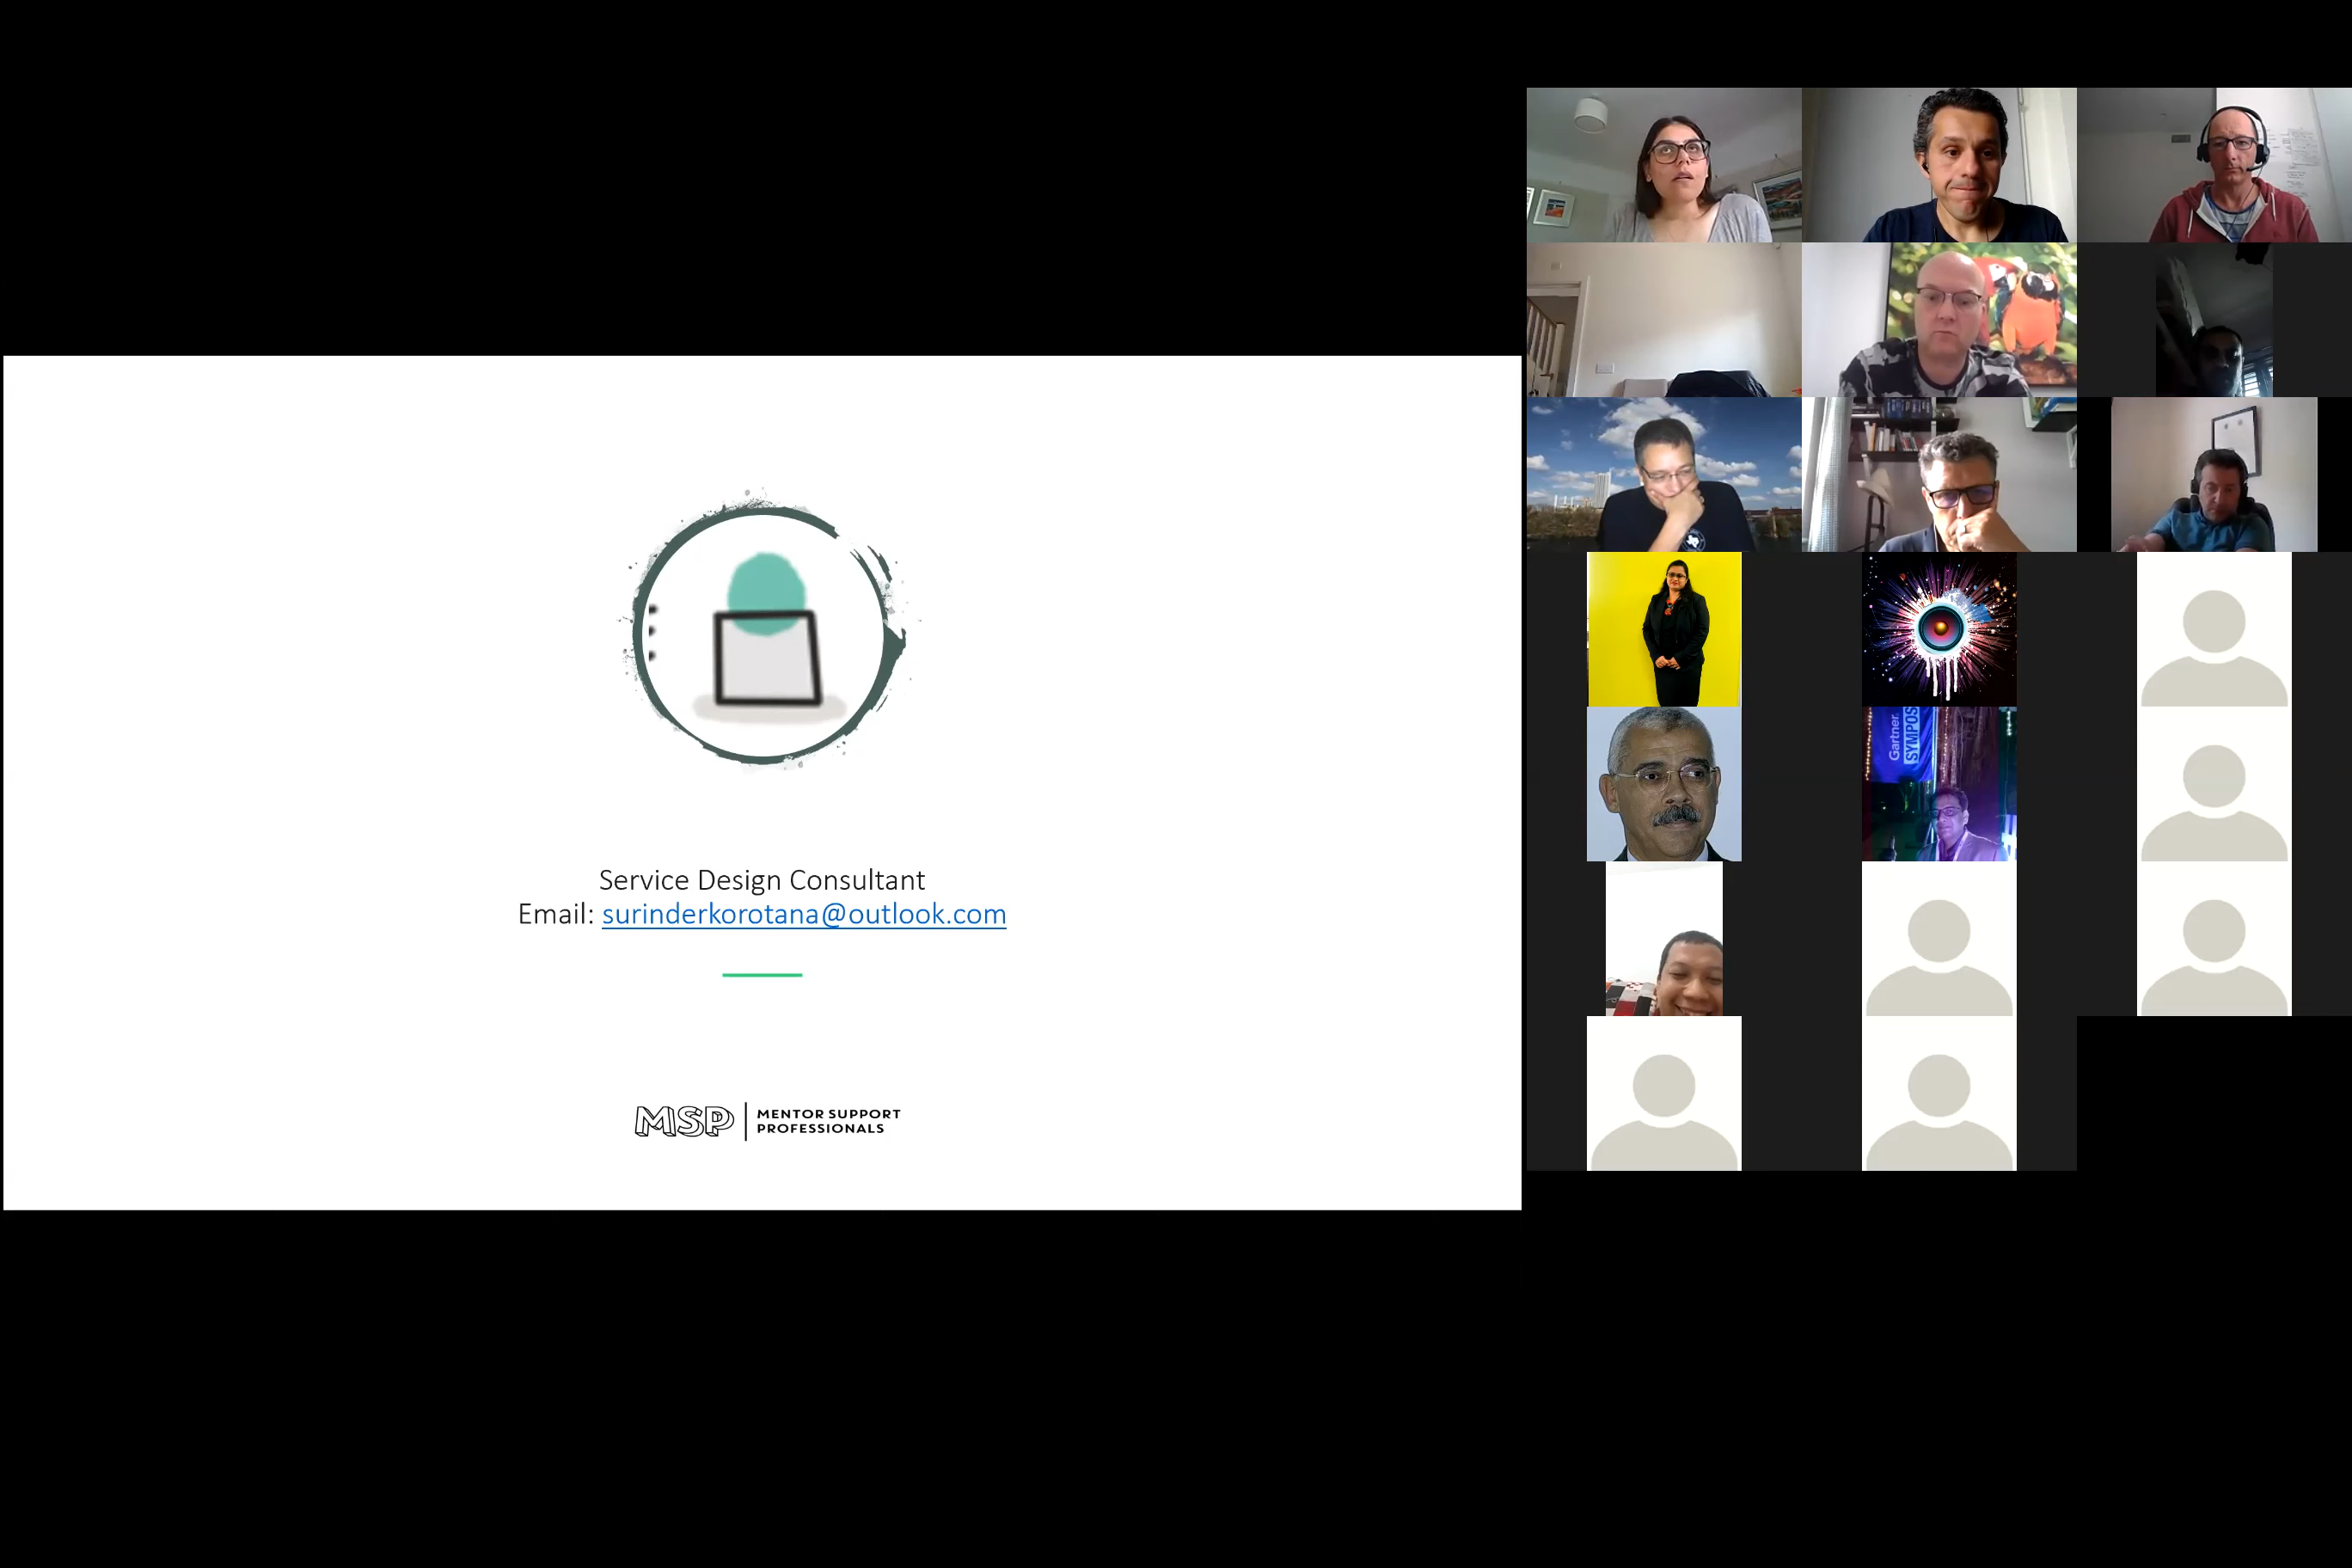 Service Design Consultant
Email: surinderkorotana@outlook.com
MSP
MENTOR SUPPORT
PROFESSIONALS
Gartner
SYMPOS